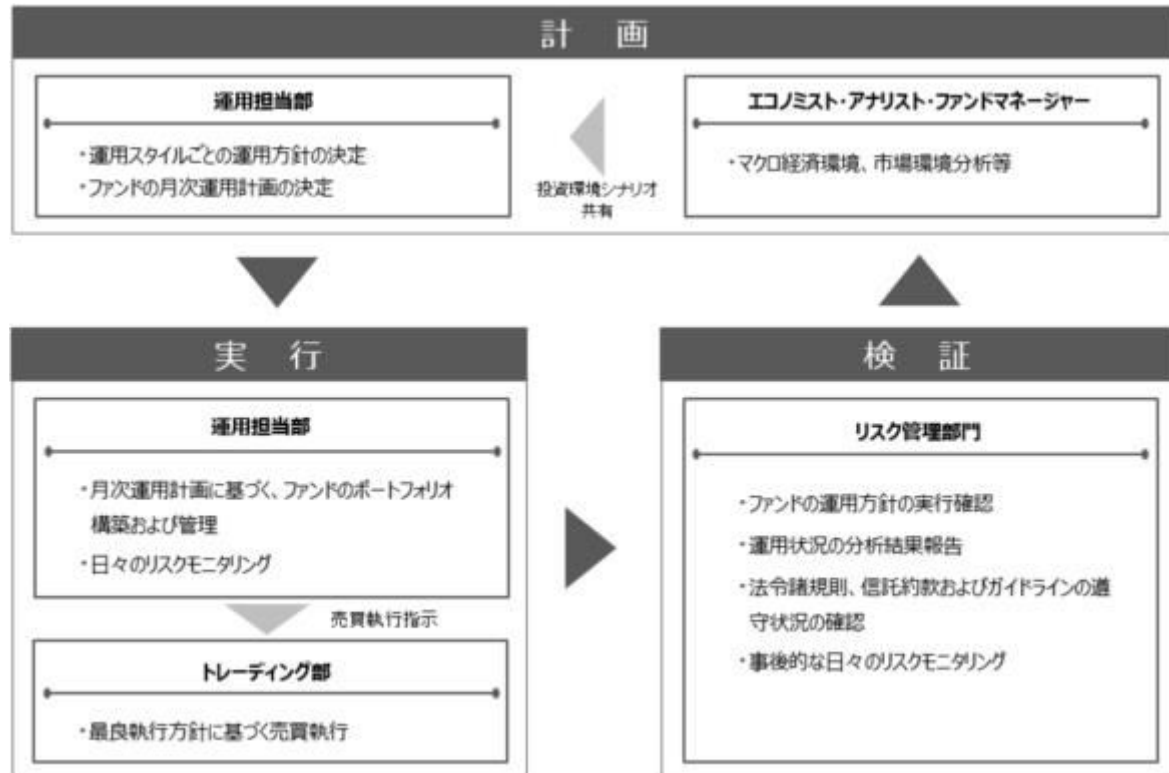 計 画
運用担当部
・運用スタイルごとの運用方針の決定
・ファンドの月次運用計画の決定
投資環境シナリオ
共有
エコノミスト・アナリスト・ファンドマネージャー
・マクロ経済環境、市場環境分析等
実 行
運用担当部
・月次運用計画に基づく、ファンドのポートフォリオ
構築および管理
・日々のリスクモニタリング
売買執行指示
トレーディング部
・最良執行方針に基づく売買執行
検 証
リスク管理部門
・ファンドの運用方針の実行確認
・運用状況の分析結果報告
・法令諸規則、信託約款およびガイドラインの遵
守状況の確認
・事後的な日々のリスクモニタリング